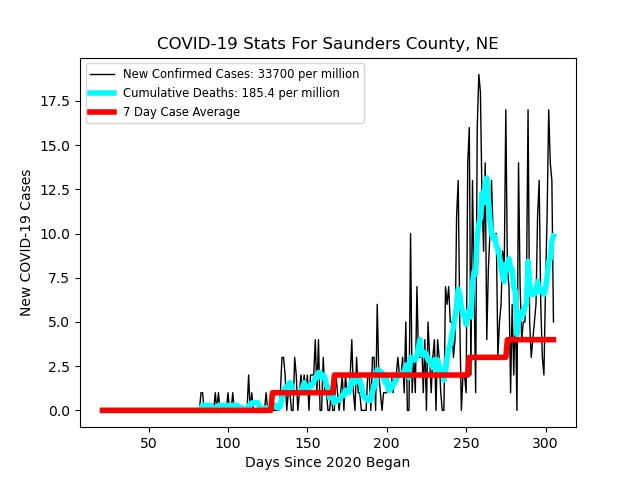 COVID-19 Stats For Saunders County, NE
New Confirmed Cases: 33700 per million
Cumulative Deaths: 185.4 per million
7 Day Case Average
New COVID-19 Cases
17.5
15.0
12.5
10.0
7.5
5.0
2.5
0.0
50 100 150 200 250 300
Days Since 2020 Began